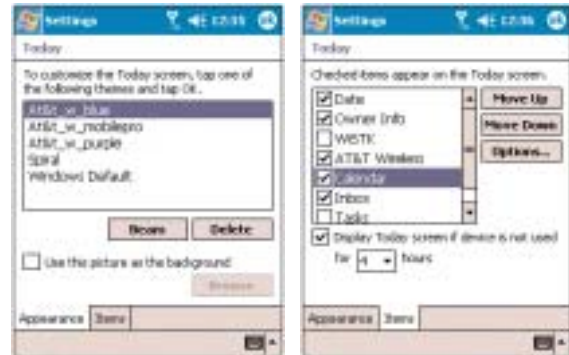 Settings 12:35 ok
Today
To customize the Today screen, tap one of
the following themes and tap OK.
At&t_w_blue
At&t_w_mobilepro
At&t_w_purple
Spiral
Windows Default
Beam Delete
Use this picture as the background
Browse
Appearance Items
Settings 12:36 ok
Today
Checked items appear on the Today screen.
Date
Owner Info
WISTK
AT&T Wireless
Calendar
Inbox
Tasks
Move Up
Move Down
Options...
Display Today screen if device is not used
for 4 hours
Appearance Items